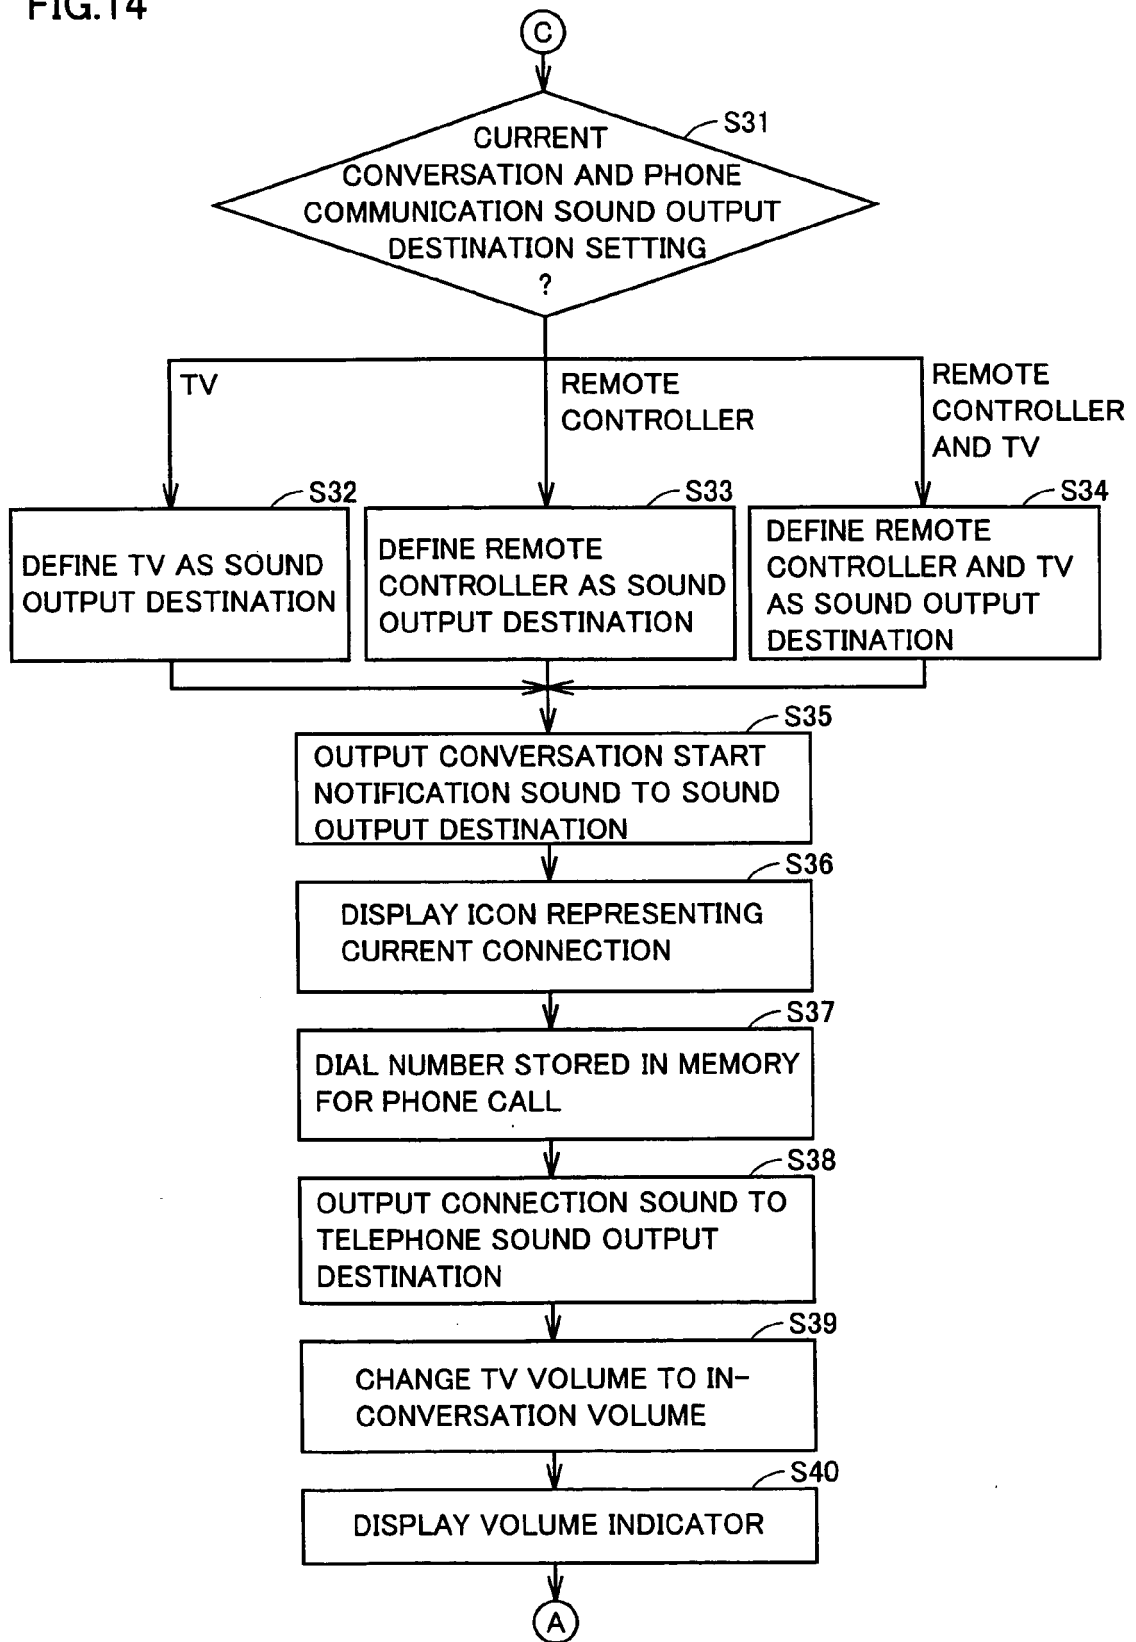 FIG.14
C
S31
CURRENT
CONVERSATION AND PHONE
COMMUNICATION SOUND OUTPUT
DESTINATION SETTING
?
TV
REMOTE
CONTROLLER
REMOTE
CONTROLLER
AND TV
S32
DEFINE TV AS SOUND
OUTPUT DESTINATION
S33
DEFINE REMOTE
CONTROLLER AS SOUND
OUTPUT DESTINATION
S34
DEFINE REMOTE
CONTROLLER AND TV
AS SOUND OUTPUT
DESTINATION
S35
OUTPUT CONVERSATION START
NOTIFICATION SOUND TO SOUND
OUTPUT DESTINATION
S36
DISPLAY ICON REPRESENTING
CURRENT CONNECTION
S37
DIAL NUMBER STORED IN MEMORY
FOR PHONE CALL
S38
OUTPUT CONNECTION SOUND TO
TELEPHONE SOUND OUTPUT
DESTINATION
S39
CHANGE TV VOLUME TO IN-
CONVERSATION VOLUME
S40
DISPLAY VOLUME INDICATOR
A